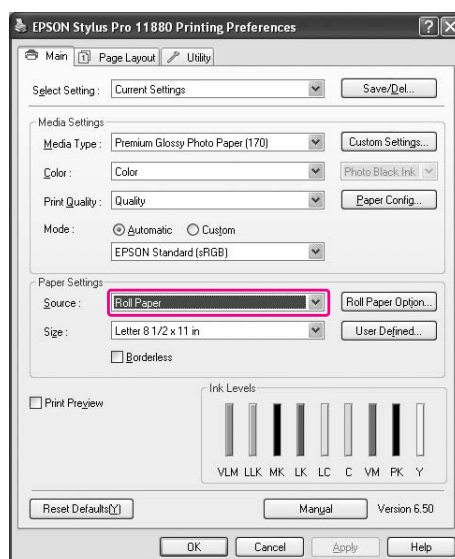 EPSON Stylus Pro 11880 Printing Preferences
Main Page Layout Utility
Select Setting : Current Settings Save/Del...
Media Settings
Media Type : Premium Glossy Photo Paper (170) Custom Settings...
Color : Color Photo Black Ink
Print Quality : Quality Paper Config...
Mode : Automatic Custom
EPSON Standard (sRGB)
Paper Settings
Source : Roll Paper Roll Paper Option...
Size : Letter 8 1/2 x 11 in User Defined...
Borderless
Print Preview
Ink Levels
VLM LLK MK LK LC C VM PK Y
Reset Defaults(Y) Manual Version 6.50
OK Cancel Apply Help